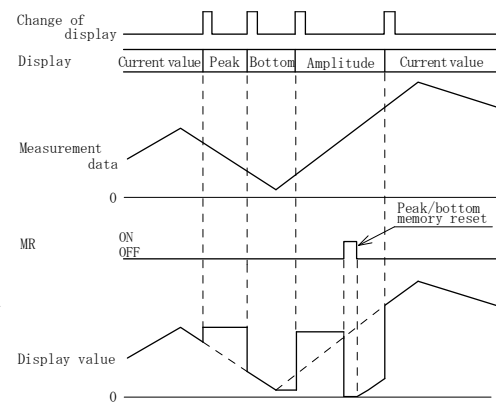 Change of
display
Display
Current value Peak Bottom Amplitude Current value
Measurement
data
0
Peak/bottom
memory reset
MR
ON
OFF
Display value
0